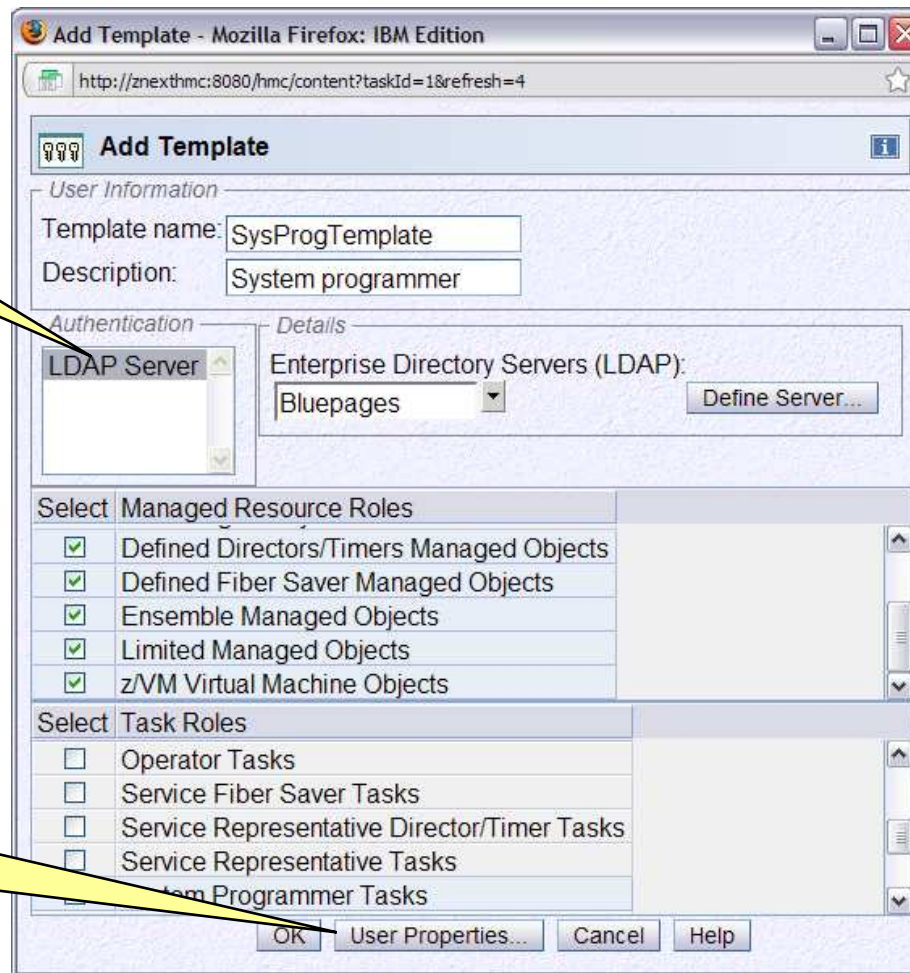 Add Template - Mozilla Firefox: IBM Edition
http://znexthmc:8080/hmc/content?taskId=1&refresh=4
Add Template
User Information
Template name: SysProgTemplate
Description: System programmer
Authentication
LDAP Server
Details
Enterprise Directory Servers (LDAP):
Bluepages
Define Server...
Select Managed Resource Roles
Defined Directors/Timers Managed Objects
Defined Fiber Saver Managed Objects
Ensemble Managed Objects
Limited Managed Objects
z/VM Virtual Machine Objects
Select Task Roles
Operator Tasks
Service Fiber Saver Tasks
Service Representative Director/Timer Tasks
Service Representative Tasks
tem Programmer Tasks
OK User Properties... Cancel Help